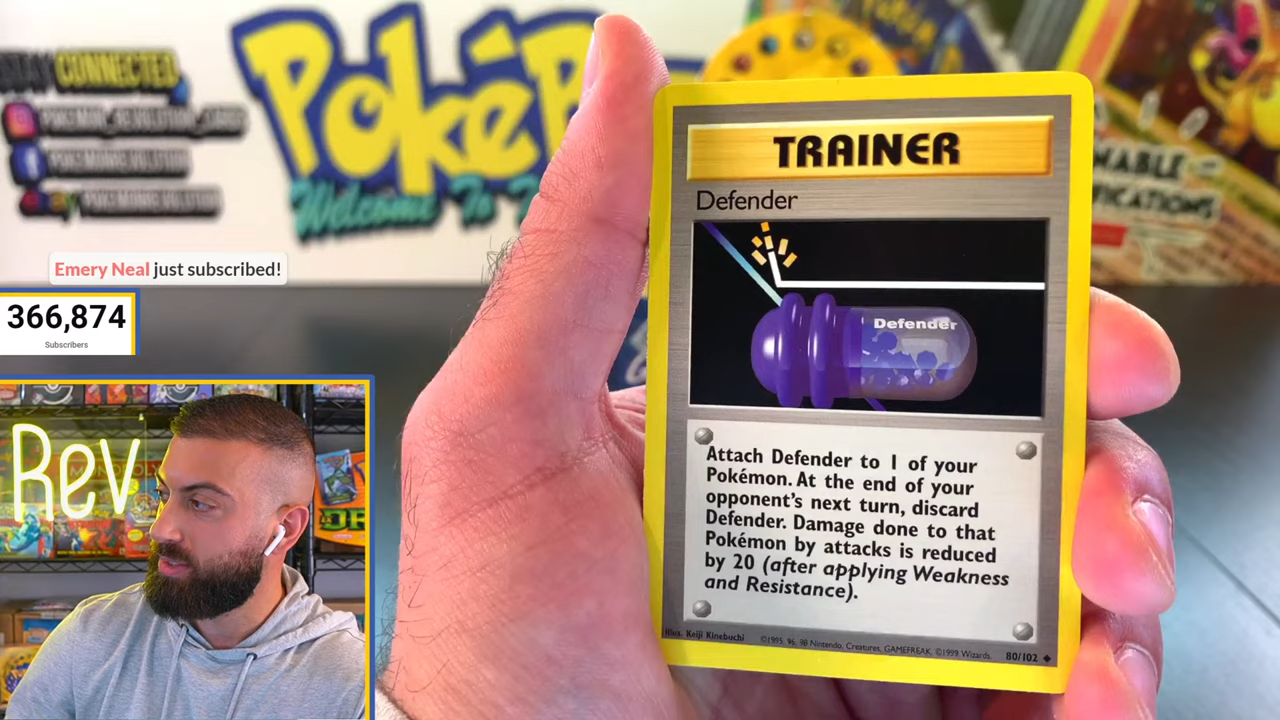 CONNECTED
Poké
Welcome To
Emery Neal just subscribed!
366,874
Subscribers
Rev
MONOPOLY
TRAINER
Defender
Defender
Attach Defender to 1 of your
Pokémon. At the end of your
opponent's next turn, discard
Defender. Damage done to that
Pokémon by attacks is reduced
by 20 (after applying Weakness
and Resistance).
Illus. Keiji Kinebuchi ©1995, 96, 98 Nintendo, Creatures, GAMEFREAK. ©1999 Wizards. 80/102